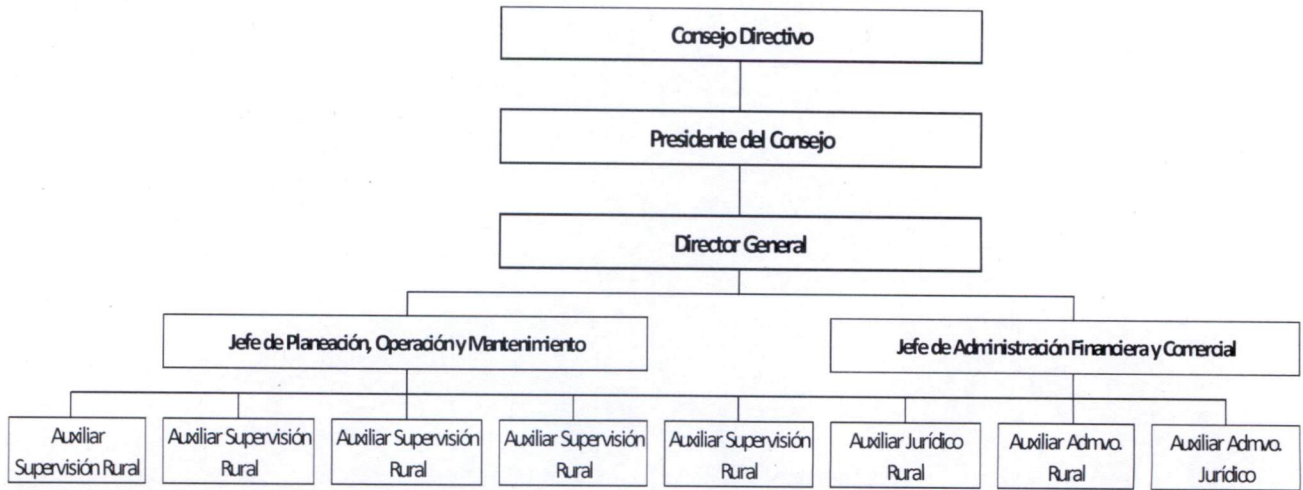 Consejo Directivo
Presidente del Consejo
Director General
Jefe de Planeación, Operación y Mantenimiento
Jefe de Administración Financiera y Comercial
Auxiliar
Supervisión Rural
Auxiliar Supervisión
Rural
Auxiliar Supervisión
Rural
Auxiliar Supervisión
Rural
Auxiliar Supervisión
Rural
Auxiliar Jurídico
Rural
Auxiliar Admvo.
Rural
Auxiliar Admvo.
Jurídico